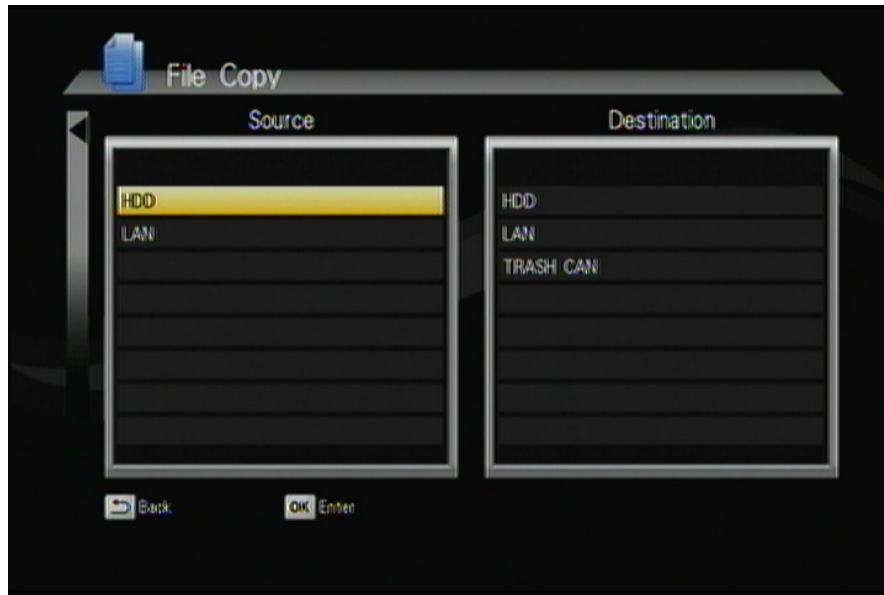 File Copy
Source
Destination
HDD
LAN
HDD
LAN
TRASH CAN
Back
OK Enter